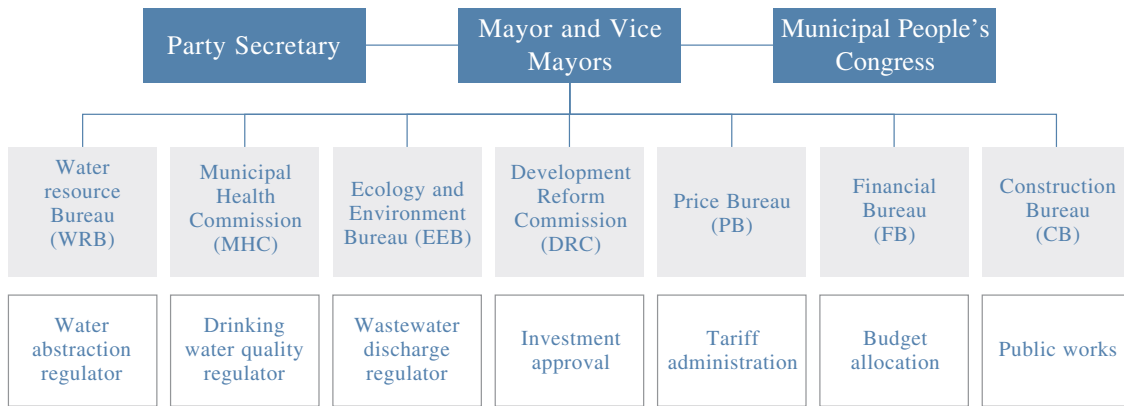 Party Secretary
Mayor and Vice
Mayors
Municipal People's
Congress
Water
resource
Bureau
(WRB)
Municipal
Health
Commission
(MHC)
Ecology and
Environment
Bureau (EEB)
Development
Reform
Commission
(DRC)
Price Bureau
(PB)
Financial
Bureau
(FB)
Construction
Bureau
(CB)
Water
abstraction
regulator
Drinking
water quality
regulator
Wastewater
discharge
regulator
Investment
approval
Tariff
administration
Budget
allocation
Public works